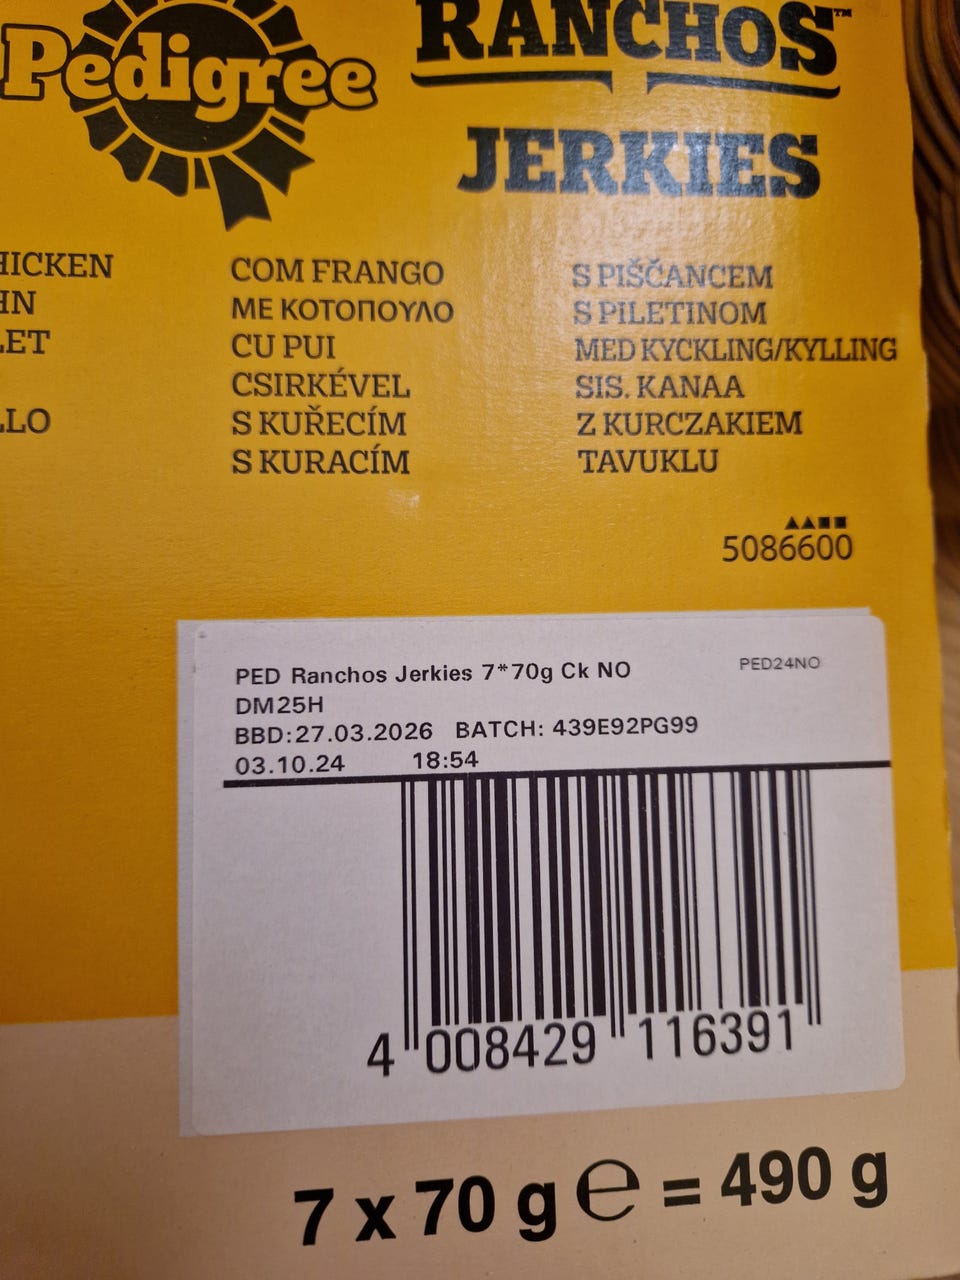 Pedigree
RANCHOS™
JERKIES
HICKEN
HN
LET
LLO
COM FRANGO
ΜΕ ΚΟΤΟΠΟΥΛΟ
CU PUI
CSIRKÉVEL
S KUŘECÍM
S KURACÍM
S PIŠČANCEM
S PILETINOM
MED KYCKLING/KYLLING
SIS. KANAA
Z KURCZAKIEM
TAVUKLU
5086600
PED Ranchos Jerkies 7*70g Ck NO PED24NO
DM25H
BBD:27.03.2026 BATCH: 439E92PG99
03.10.24 18:54
4 008429 116391
7 x 70 g ℮ = 490 g